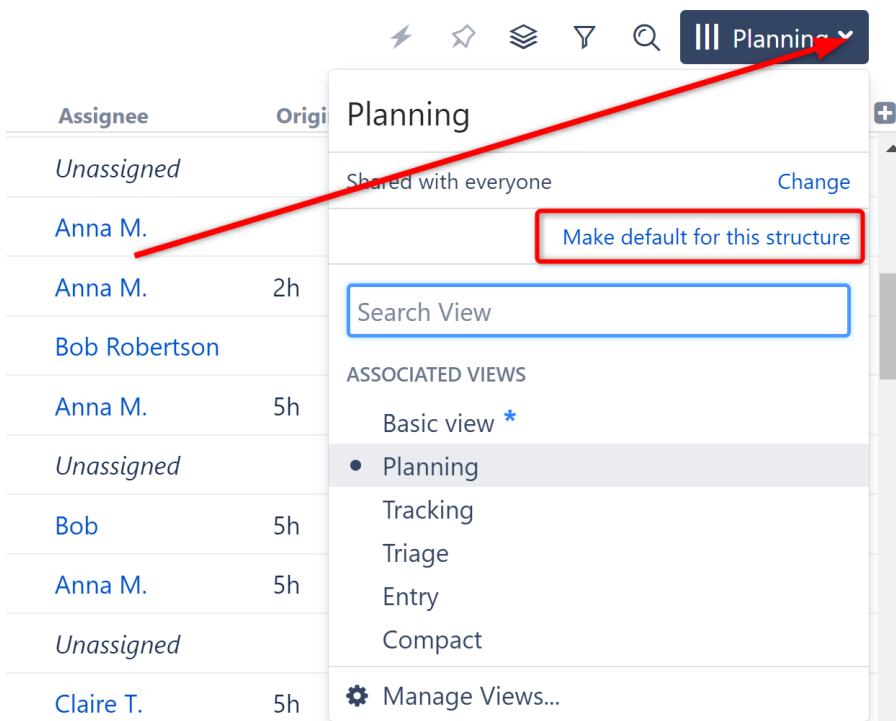 Planning
Assignee Origi
Planning
Unassigned
Shared with everyone Change
Anna M.
Make default for this structure
Anna M. 2h
Search View
Bob Robertson
ASSOCIATED VIEWS
Anna M. 5h
Basic view *
Unassigned
Planning
Tracking
Bob 5h
Triage
Anna M. 5h
Entry
Unassigned
Compact
Claire T. 5h
Manage Views...